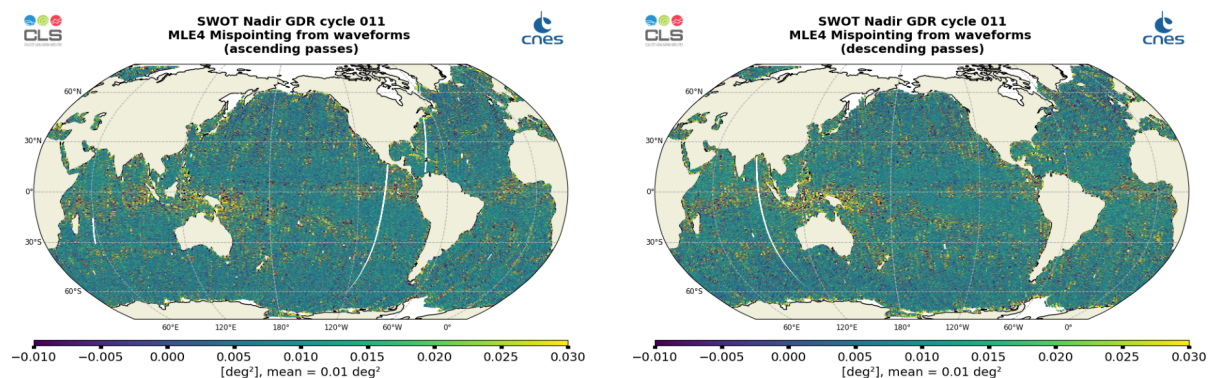 SWOT Nadir GDR cycle 011
MLE4 Mispointing from waveforms
(ascending passes)
CLS
cnes
60°N
30°N
0°
30°S
60°S
60°E 120°E 180° 120°W 60°W 0°
−0.010 −0.005 0.000 0.005 0.010 0.015 0.020 0.025 0.030
[deg²], mean = 0.01 deg²
SWOT Nadir GDR cycle 011
MLE4 Mispointing from waveforms
(descending passes)
CLS
cnes
60°N
30°N
0°
30°S
60°S
60°E 120°E 180° 120°W 60°W 0°
−0.010 −0.005 0.000 0.005 0.010 0.015 0.020 0.025 0.030
[deg²], mean = 0.01 deg²